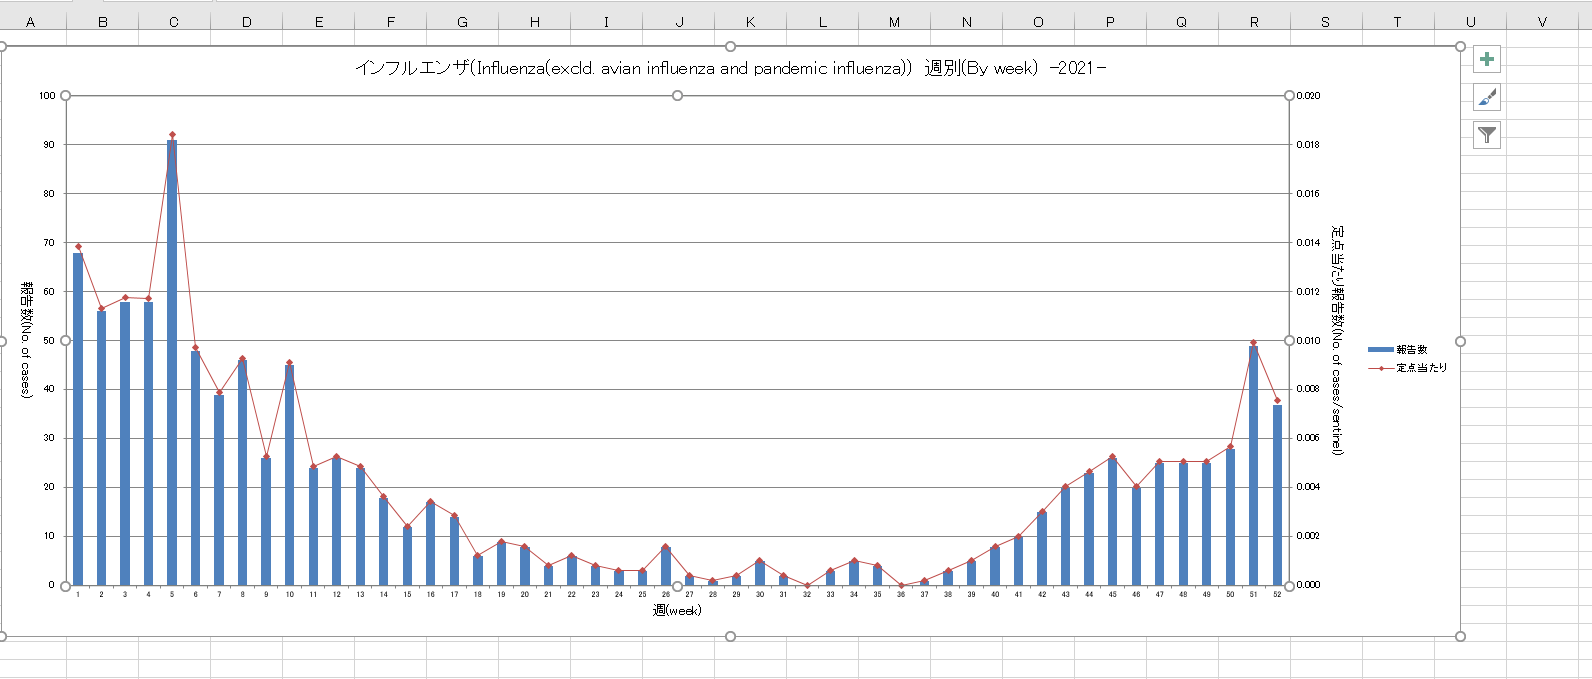 A B C D E F G H I J K L M N O P Q R S T U V
インフルエンザ(Influenza(excld. avian influenza and pandemic influenza)) 週別(By week) -2021-
100
90
80
70
60
50
40
30
20
10
0
報告数(No. of cases)
0.020
0.018
0.016
0.014
0.012
0.010
0.008
0.006
0.004
0.002
0.000
定点当たり報告数(No. of cases/sentinel)
報告数
定点当たり
1 2 3 4 5 6 7 8 9 10 11 12 13 14 15 16 17 18 19 20 21 22 23 24 25 26 27 28 29 30 31 32 33 34 35 36 37 38 39 40 41 42 43 44 45 46 47 48 49 50 51 52
週(week)